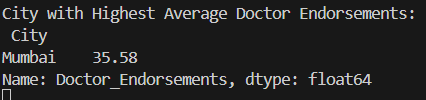 City with Highest Average Doctor Endorsements:
City
Mumbai    35.58
Name: Doctor_Endorsements, dtype: float64